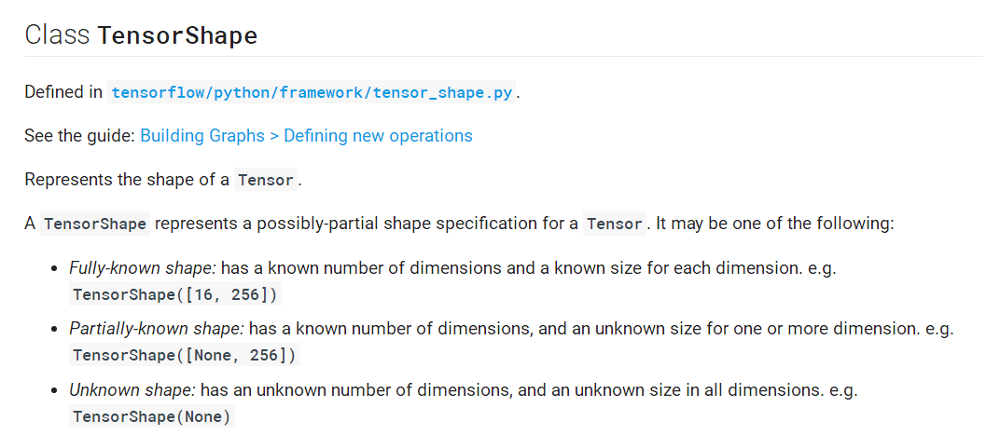 Class TensorShape
Defined in tensorflow/python/framework/tensor_shape.py.
See the guide: Building Graphs > Defining new operations
Represents the shape of a Tensor.
A TensorShape represents a possibly-partial shape specification for a Tensor. It may be one of the following:
• Fully-known shape: has a known number of dimensions and a known size for each dimension. e.g.
TensorShape([16, 256])
• Partially-known shape: has a known number of dimensions, and an unknown size for one or more dimension. e.g.
TensorShape([None, 256])
• Unknown shape: has an unknown number of dimensions, and an unknown size in all dimensions. e.g.
TensorShape(None)